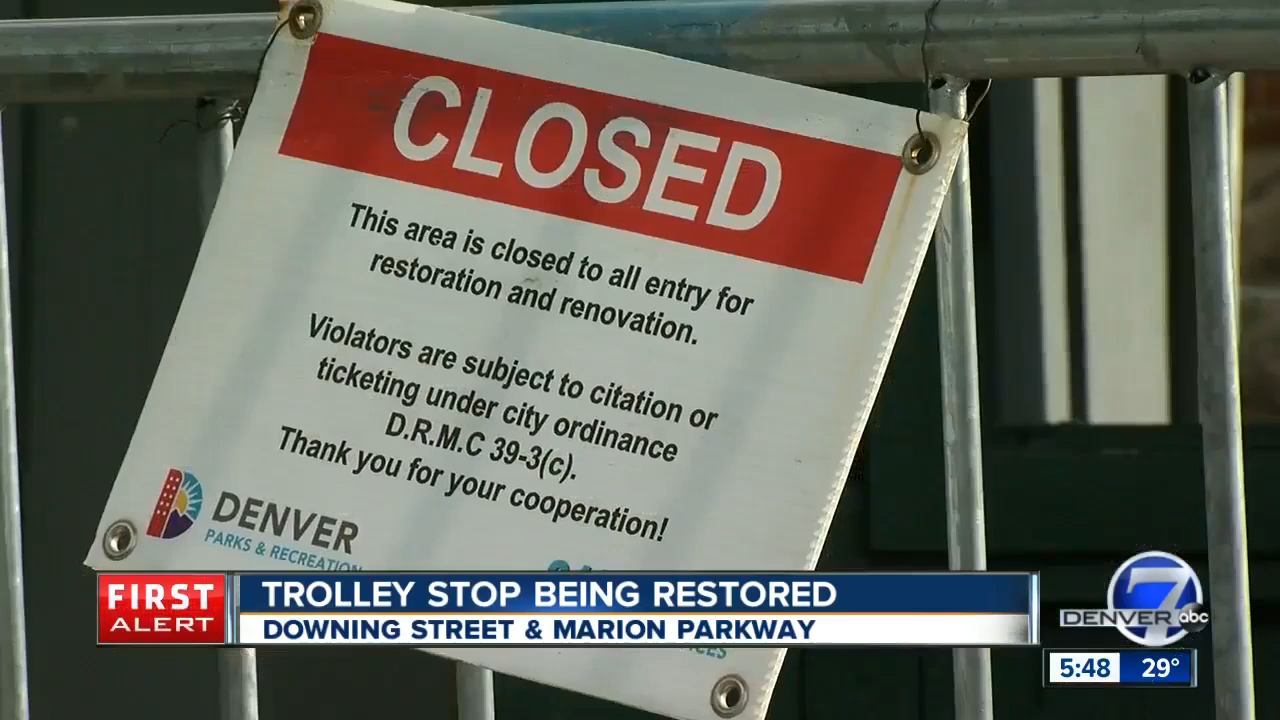 CLOSED
This area is closed to all entry for
restoration and renovation.
Violators are subject to citation or
ticketing under city ordinance
D.R.M.C 39-3(c).
Thank you for your cooperation!
DENVER
PARKS & RECREATION
FIRST
ALERT
TROLLEY STOP BEING RESTORED
DOWNING STREET & MARION PARKWAY
DENVER 7 abc
5:48 29°